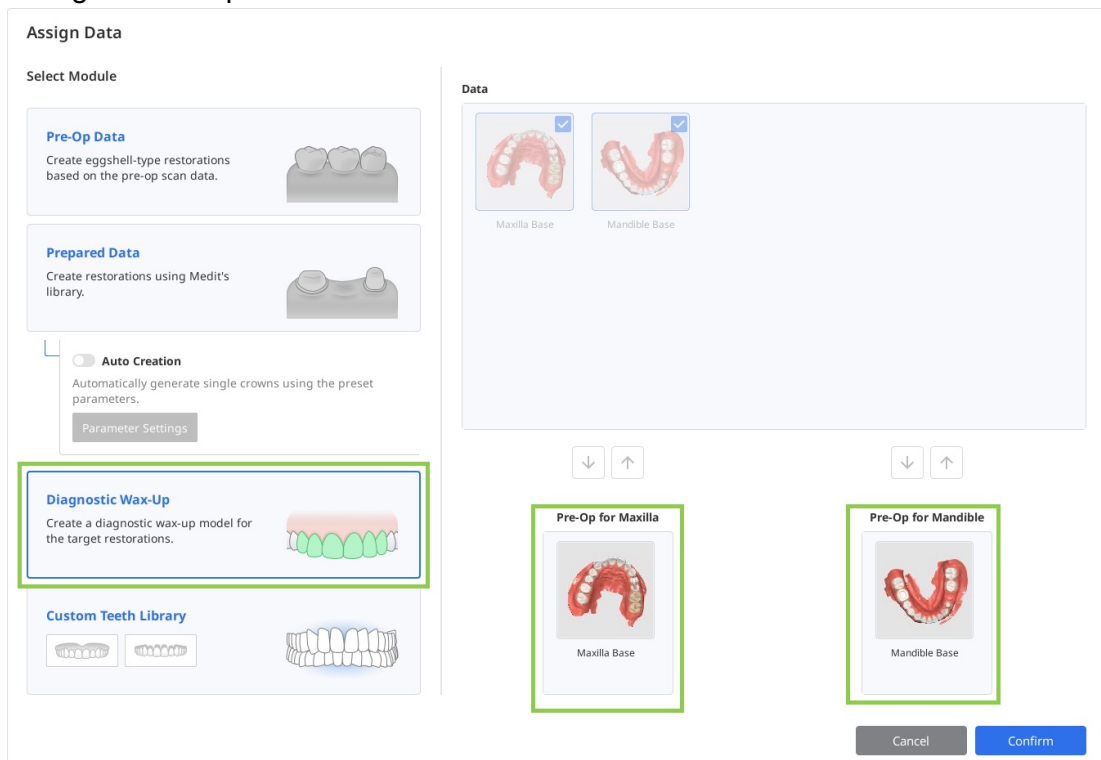 Assign Data
Select Module
Pre-Op Data
Create eggshell-type restorations
based on the pre-op scan data.
Prepared Data
Create restorations using Medit's
library.
Auto Creation
Automatically generate single crowns using the preset
parameters.
Parameter Settings
Diagnostic Wax-Up
Create a diagnostic wax-up model for
the target restorations.
Custom Teeth Library
Data
Maxilla Base
Mandible Base
Pre-Op for Maxilla
Maxilla Base
Pre-Op for Mandible
Mandible Base
Cancel
Confirm